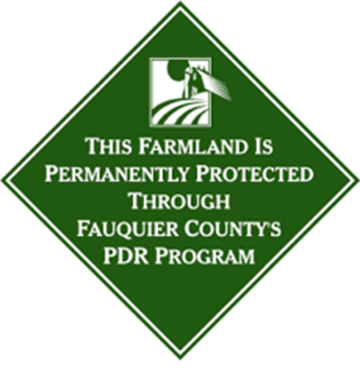 THIS FARMLAND IS
PERMANENTLY PROTECTED
THROUGH
FAUQUIER COUNTY'S
PDR PROGRAM